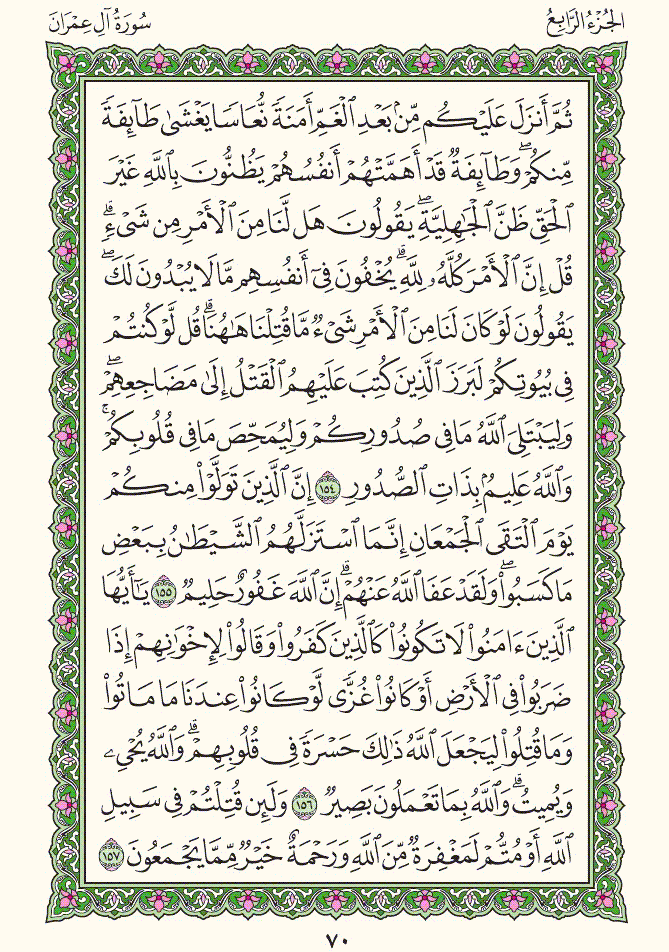 الجُزْءُ الرَّابِعُ
سُورَةُ آلِ عِمْرَانَ
ثُمَّ أَنزَلَ عَلَيْكُم مِّنۢ بَعْدِ ٱلْغَمِّ أَمَنَةً نُّعَاسًا يَغْشَىٰ طَآئِفَةً
مِّنكُمْۖ وَطَآئِفَةٌ قَدْ أَهَمَّتْهُمْ أَنفُسُهُمْ يَظُنُّونَ بِٱللَّهِ غَيْرَ
ٱلْحَقِّ ظَنَّ ٱلْجَٰهِلِيَّةِۖ يَقُولُونَ هَل لَّنَا مِنَ ٱلْأَمْرِ مِن شَىْءٍۗ
قُلْ إِنَّ ٱلْأَمْرَ كُلَّهُۥ لِلَّهِۗ يُخْفُونَ فِىٓ أَنفُسِهِم مَّا لَا يُبْدُونَ لَكَۖ
يَقُولُونَ لَوْ كَانَ لَنَا مِنَ ٱلْأَمْرِ شَىْءٌ مَّا قُتِلْنَا هَٰهُنَاۗ قُل لَّوْ كُنتُمْ
فِى بُيُوتِكُمْ لَبَرَزَ ٱلَّذِينَ كُتِبَ عَلَيْهِمُ ٱلْقَتْلُ إِلَىٰ مَضَاجِعِهِمْۖ
وَلِيَبْتَلِىَ ٱللَّهُ مَا فِى صُدُورِكُمْ وَلِيُمَحِّصَ مَا فِى قُلُوبِكُمْۚ
وَٱللَّهُ عَلِيمٌۢ بِذَاتِ ٱلصُّدُورِ ١٥٤ إِنَّ ٱلَّذِينَ تَوَلَّوْا۟ مِنكُمْ
يَوْمَ ٱلْتَقَى ٱلْجَمْعَانِ إِنَّمَا ٱسْتَزَلَّهُمُ ٱلشَّيْطَٰنُ بِبَعْضِ
مَا كَسَبُوا۟ۖ وَلَقَدْ عَفَا ٱللَّهُ عَنْهُمْۗ إِنَّ ٱللَّهَ غَفُورٌ حَلِيمٌ ١٥٥ يَٰٓأَيُّهَا
ٱلَّذِينَ ءَامَنُوا۟ لَا تَكُونُوا۟ كَٱلَّذِينَ كَفَرُوا۟ وَقَالُوا۟ لِإِخْوَٰنِهِمْ إِذَا
ضَرَبُوا۟ فِى ٱلْأَرْضِ أَوْ كَانُوا۟ غُزًّى لَّوْ كَانُوا۟ عِندَنَا مَا مَاتُوا۟
وَمَا قُتِلُوا۟ لِيَجْعَلَ ٱللَّهُ ذَٰلِكَ حَسْرَةً فِى قُلُوبِهِمْۗ وَٱللَّهُ يُحْىِۦ
وَيُمِيتُۗ وَٱللَّهُ بِمَا تَعْمَلُونَ بَصِيرٌ ١٥٦ وَلَئِن قُتِلْتُمْ فِى سَبِيلِ
ٱللَّهِ أَوْ مُتُّمْ لَمَغْفِرَةٌ مِّنَ ٱللَّهِ وَرَحْمَةٌ خَيْرٌ مِّمَّا يَجْمَعُونَ ١٥٧
٧٠